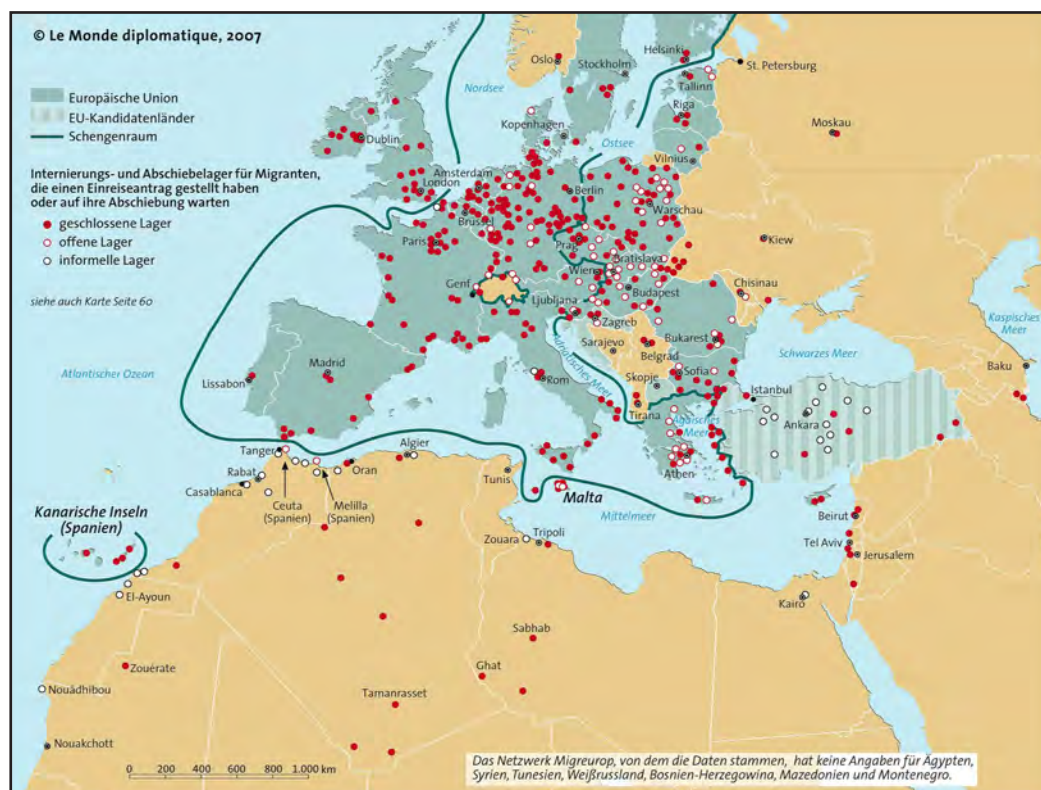 © Le Monde diplomatique, 2007
Europäische Union
EU-Kandidatenländer
Schengenraum
Internierungs- und Abschiebelager für Migranten,
die einen Einreiseantrag gestellt haben
oder auf ihre Abschiebung warten
geschlossene Lager
offene Lager
informelle Lager
siehe auch Karte Seite 60
Nordsee
Oslo
Stockholm
Helsinki
St. Petersburg
Tallinn
Riga
Moskau
Kopenhagen
Ostsee
Vilnius
Dublin
Amsterdam
London
Berlin
Warschau
Brüssel
Paris
Prag
Kiew
Wien
Bratislava
Budapest
Chisinau
Genf
Ljubljana
Zagreb
Kaspisches
Meer
Sarajevo
Belgrad
Bukarest
Schwarzes Meer
Adriatisches Meer
Baku
Atlantischer Ozean
Madrid
Lissabon
Rom
Skopje
Sofia
Istanbul
Tirana
Ankara
Ägäisches
Meer
Athen
Tanger
Algier
Oran
Rabat
Casablanca
Tunis
Malta
Ceuta
(Spanien)
Melilla
(Spanien)
Mittelmeer
Beirut
Kanarische Inseln
(Spanien)
Zouara
Tripoli
Tel Aviv
Jerusalem
El-Ayoun
Kairo
Sabhab
Zouérate
Ghat
Nouâdhibou
Tamanrasset
Nouakchott
0 200 400 600 800 1.000 km
Das Netzwerk Migreurop, von dem die Daten stammen, hat keine Angaben für Ägypten,
Syrien, Tunesien, Weißrussland, Bosnien-Herzegowina, Mazedonien und Montenegro.